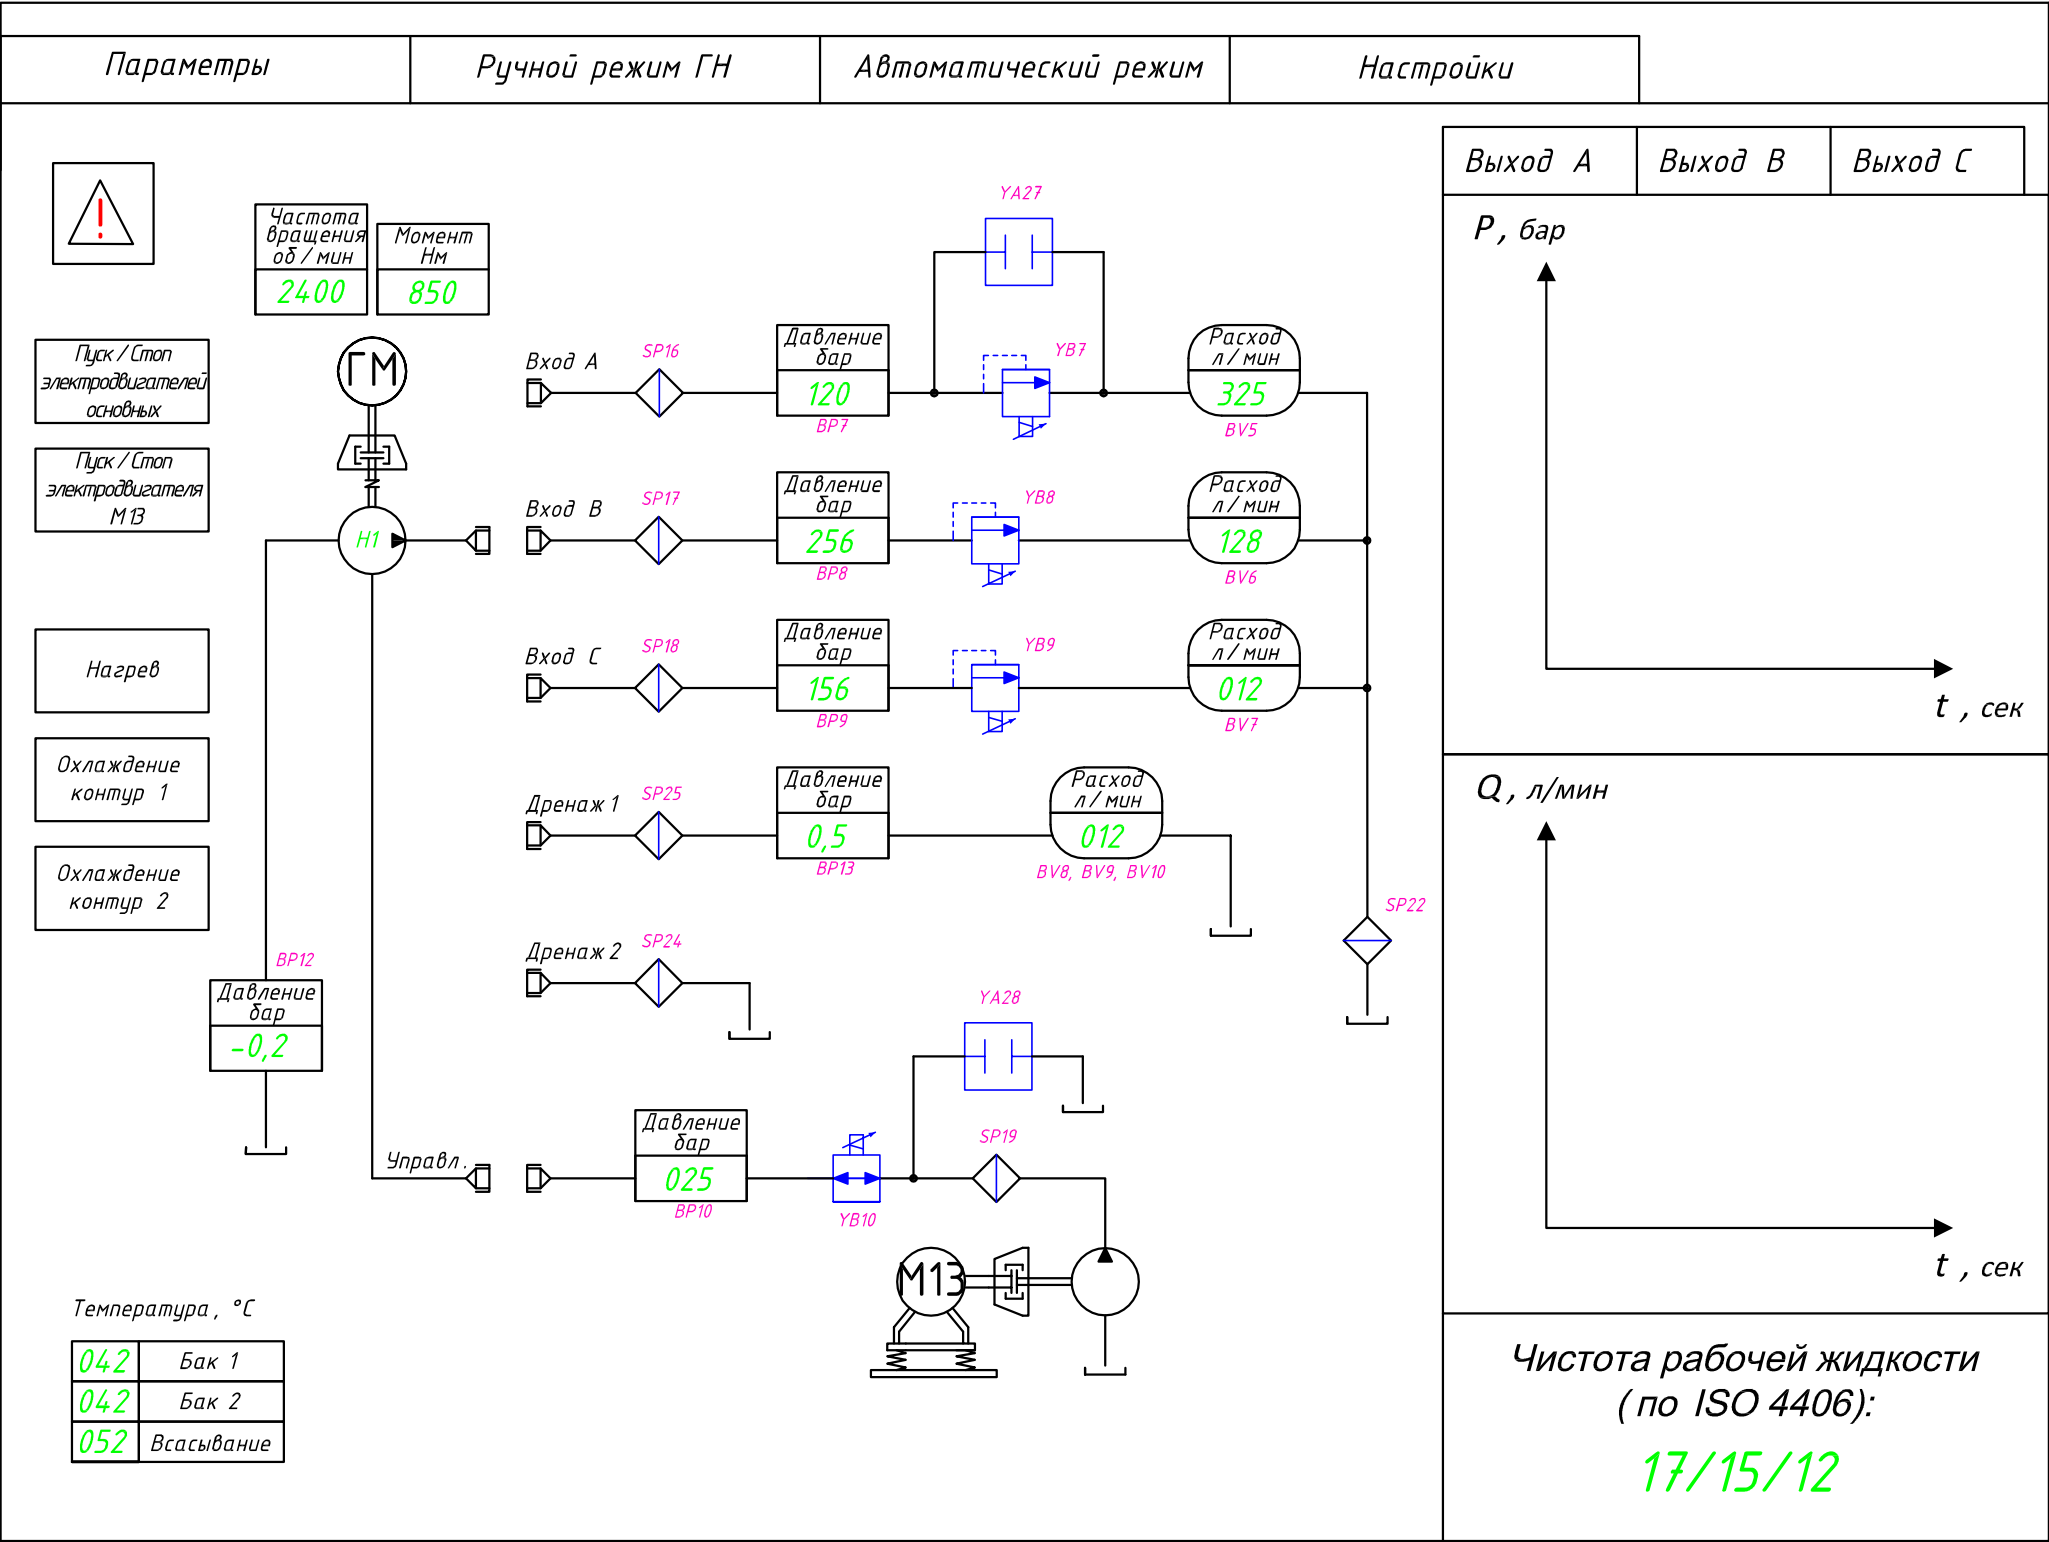 Параметры
Ручной режим ГН
Автоматический режим
Настройки
Выход A
Выход B
Выход C
!
Частота
вращения
об / мин
2400
Момент
Нм
850
Пуск / Стоп
электродвигателей
основных
Пуск / Стоп
электродвигателя
М13
Нагрев
Охлаждение
контур 1
Охлаждение
контур 2
ГМ
Н1
BP12
Давление
бар
-0,2
Управл.
Вход A
SP16
Давление
бар
120
BP7
YA27
YB7
Расход
л / мин
325
BV5
Вход B
SP17
Давление
бар
256
BP8
YB8
Расход
л / мин
128
BV6
Вход C
SP18
Давление
бар
156
BP9
YB9
Расход
л / мин
012
BV7
Дренаж 1
SP25
Давление
бар
0,5
BP13
Расход
л / мин
012
BV8, BV9, BV10
SP22
Дренаж 2
SP24
YA28
Давление
бар
025
BP10
YB10
SP19
М13
Температура, °C
042 Бак 1
042 Бак 2
052 Всасывание
P, бар
t, сек
Q, л/мин
t, сек
Чистота рабочей жидкости
( по ISO 4406):
17/15/12